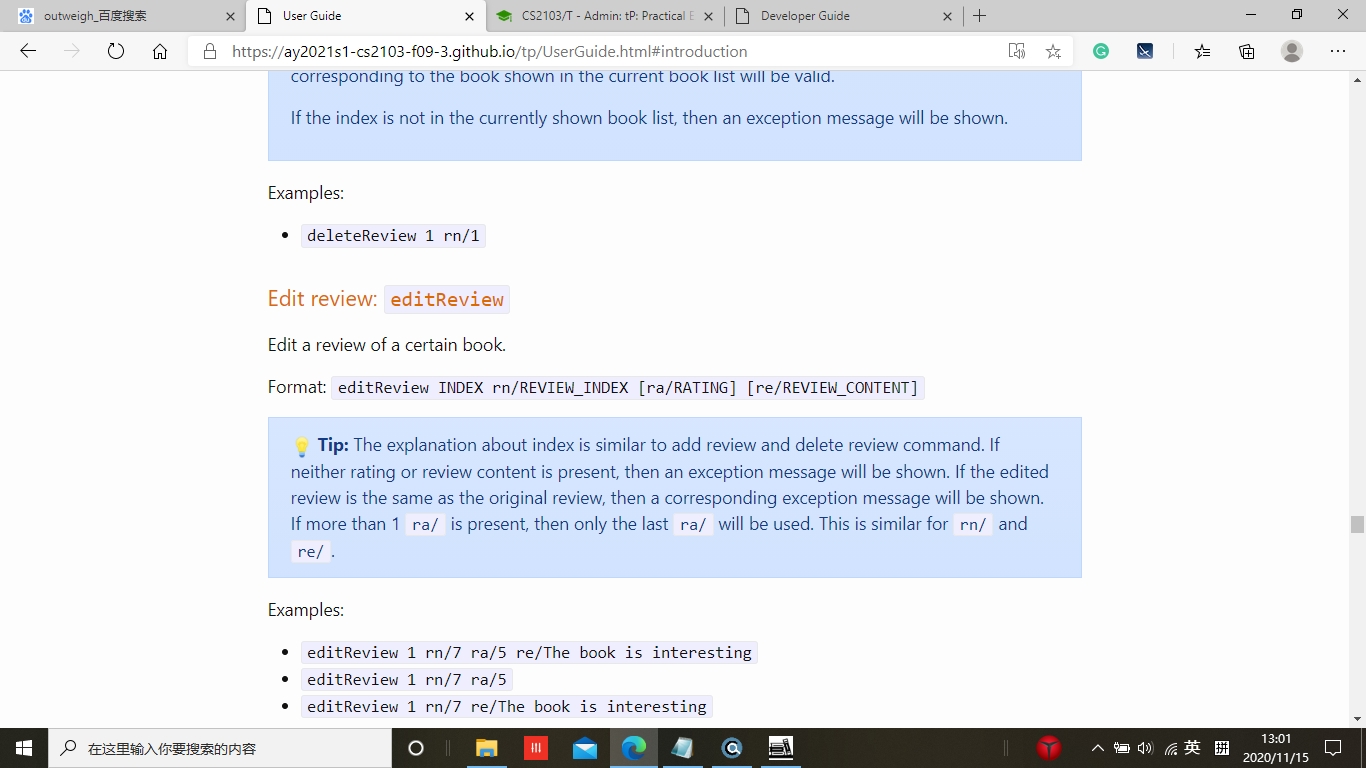 outweigh_百度搜索
User Guide
CS2103/T - Admin: tP: Practical E
Developer Guide
https://ay2021s1-cs2103-f09-3.github.io/tp/UserGuide.html#introduction
corresponding to the book shown in the current book list will be valid.
If the index is not in the currently shown book list, then an exception message will be shown.
Examples:
deleteReview 1 rn/1
Edit review: editReview
Edit a review of a certain book.
Format: editReview INDEX rn/REVIEW_INDEX [ra/RATING] [re/REVIEW_CONTENT]
Tip: The explanation about index is similar to add review and delete review command. If
neither rating or review content is present, then an exception message will be shown. If the edited
review is the same as the original review, then a corresponding exception message will be shown.
If more than 1 ra/ is present, then only the last ra/ will be used. This is similar for rn/ and
re/ .
Examples:
editReview 1 rn/7 ra/5 re/The book is interesting
editReview 1 rn/7 ra/5
editReview 1 rn/7 re/The book is interesting
在这里输入你要搜索的内容
英
拼
13:01
2020/11/15